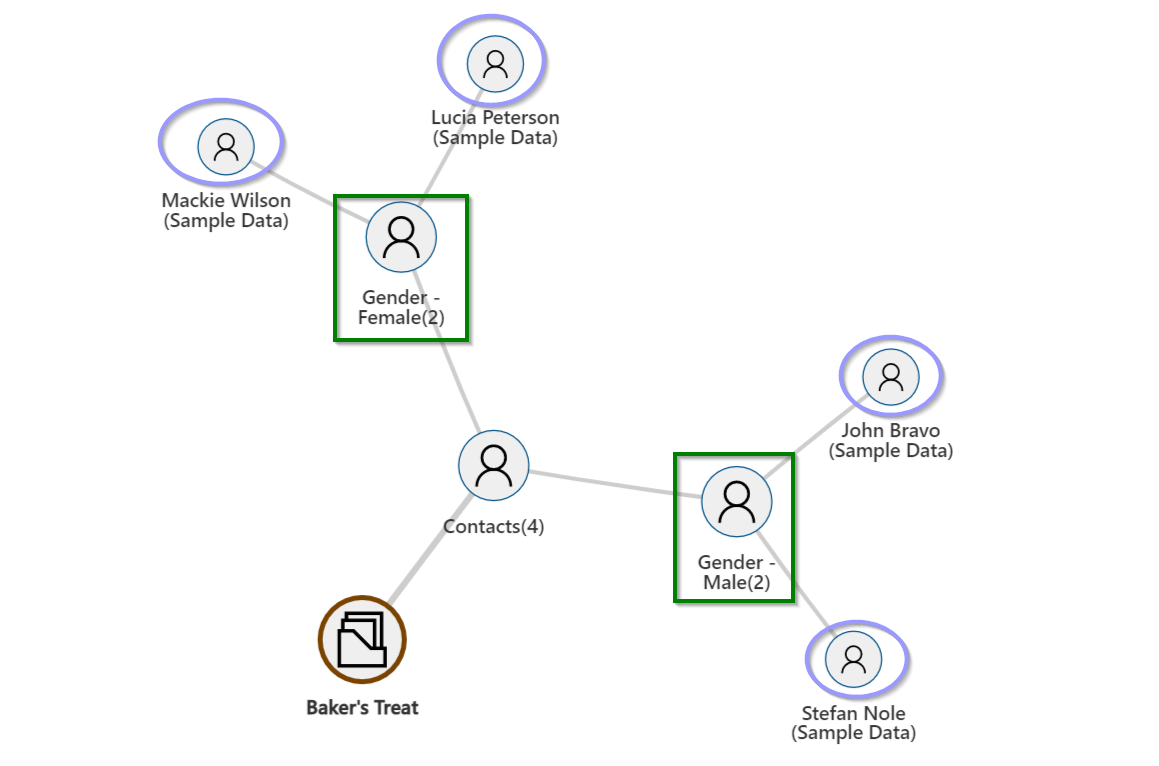 Lucia Peterson
(Sample Data)
Mackie Wilson
(Sample Data)
Gender -
Female(2)
John Bravo
(Sample Data)
Contacts(4)
Gender -
Male(2)
Baker's Treat
Stefan Nole
(Sample Data)